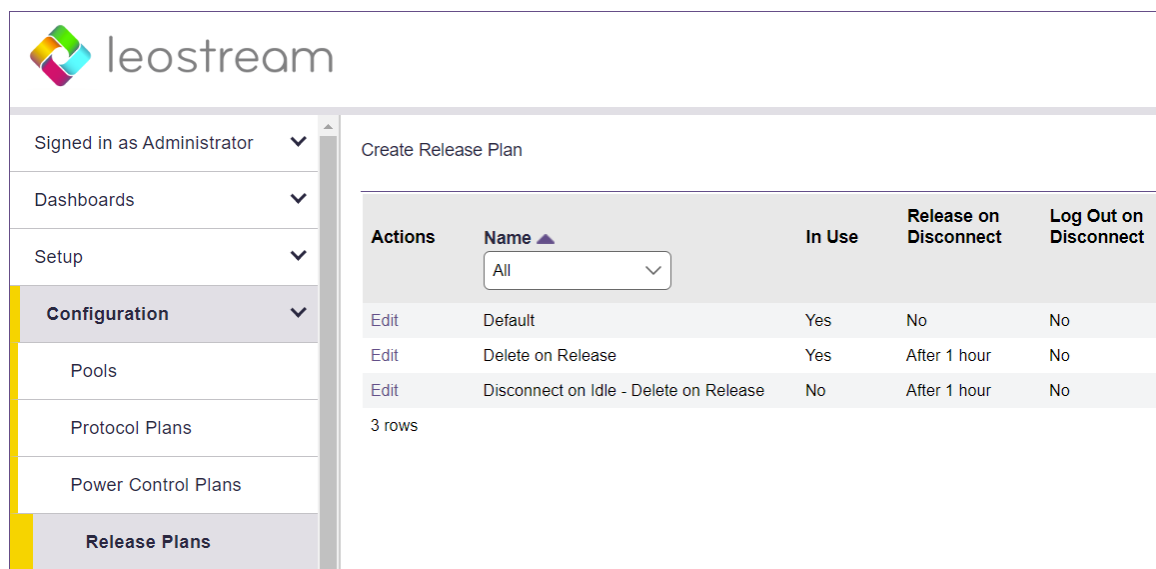 leostream
Signed in as Administrator
Dashboards
Setup
Configuration
Pools
Protocol Plans
Power Control Plans
Release Plans
Create Release Plan
Actions Name In Use Release on Disconnect Log Out on Disconnect
All
Edit Default Yes No No
Edit Delete on Release Yes After 1 hour No
Edit Disconnect on Idle - Delete on Release No After 1 hour No
3 rows